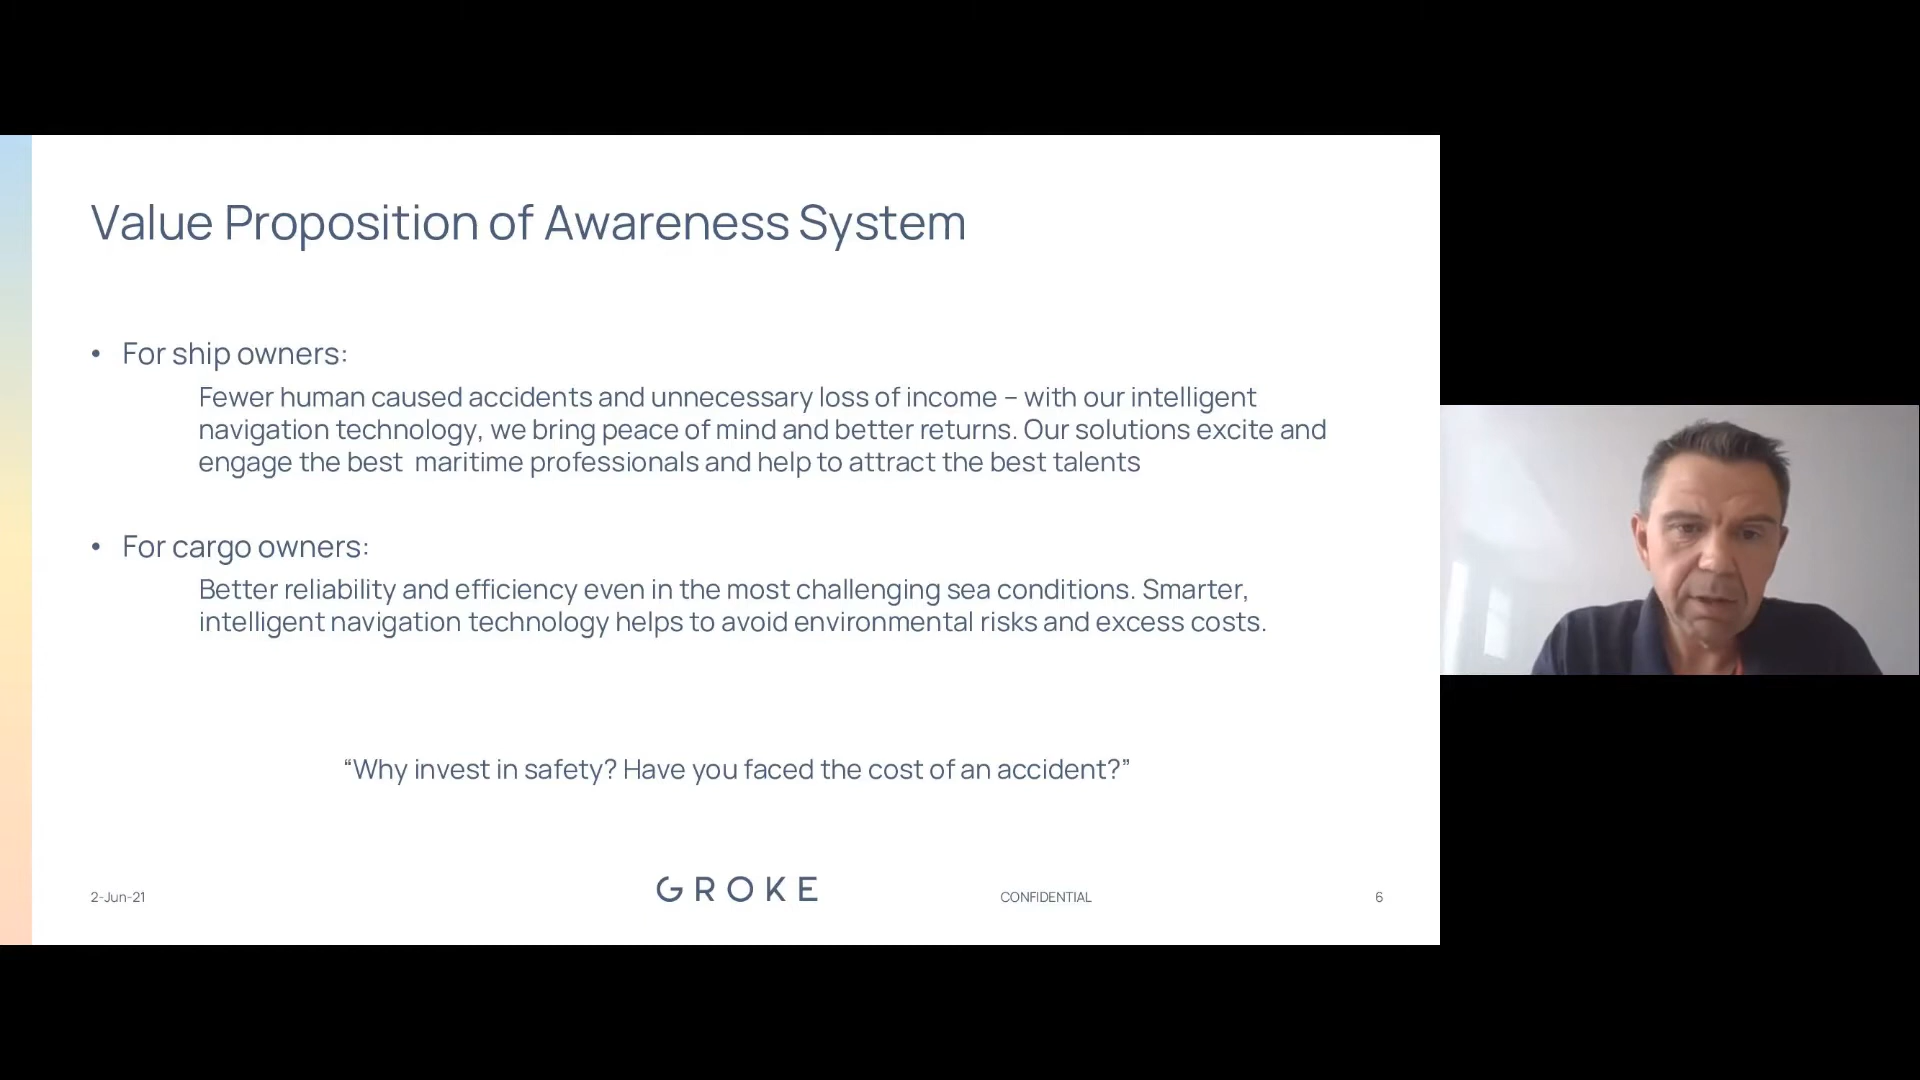 Value Proposition of Awareness System
• For ship owners:
Fewer human caused accidents and unnecessary loss of income – with our intelligent
navigation technology, we bring peace of mind and better returns. Our solutions excite and
engage the best  maritime professionals and help to attract the best talents
• For cargo owners:
Better reliability and efficiency even in the most challenging sea conditions. Smarter,
intelligent navigation technology helps to avoid environmental risks and excess costs.
“Why invest in safety? Have you faced the cost of an accident?”
2-Jun-21
GROKE
CONFIDENTIAL
6